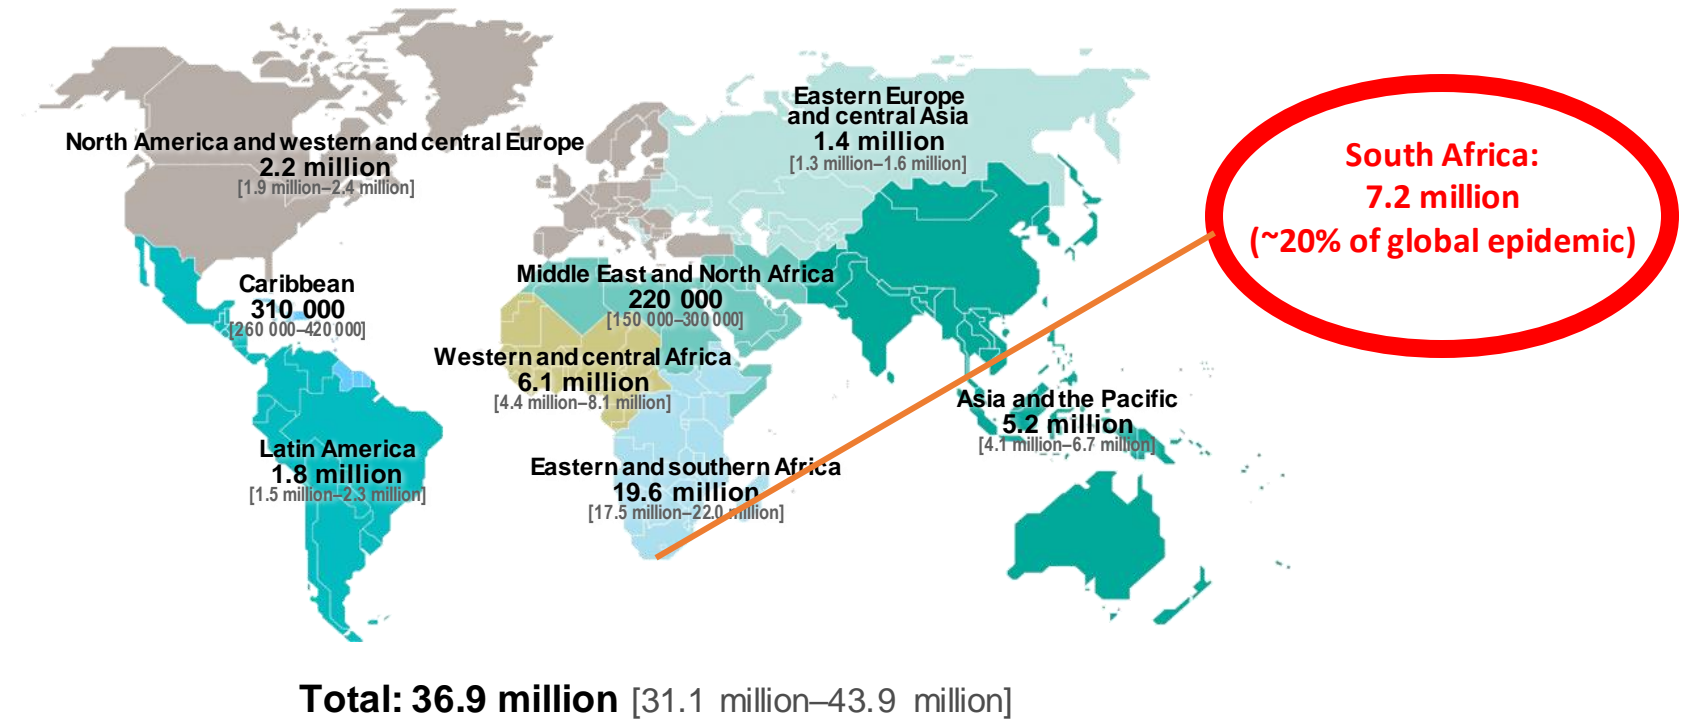 Eastern Europe
and central Asia
1.4 million
[1.3 million–1.6 million]
North America and western and central Europe
2.2 million
[1.9 million–2.4 million]
South Africa:
7.2 million
(~20% of global epidemic)
Caribbean
310 000
[260 000–420 000]
Middle East and North Africa
220 000
[150 000–300 000]
Western and central Africa
6.1 million
[4.4 million–8.1 million]
Asia and the Pacific
5.2 million
[4.1 million–6.7 million]
Latin America
1.8 million
[1.5 million–2.3 million]
Eastern and southern Africa
19.6 million
[17.5 million–22.0 million]
Total: 36.9 million [31.1 million–43.9 million]